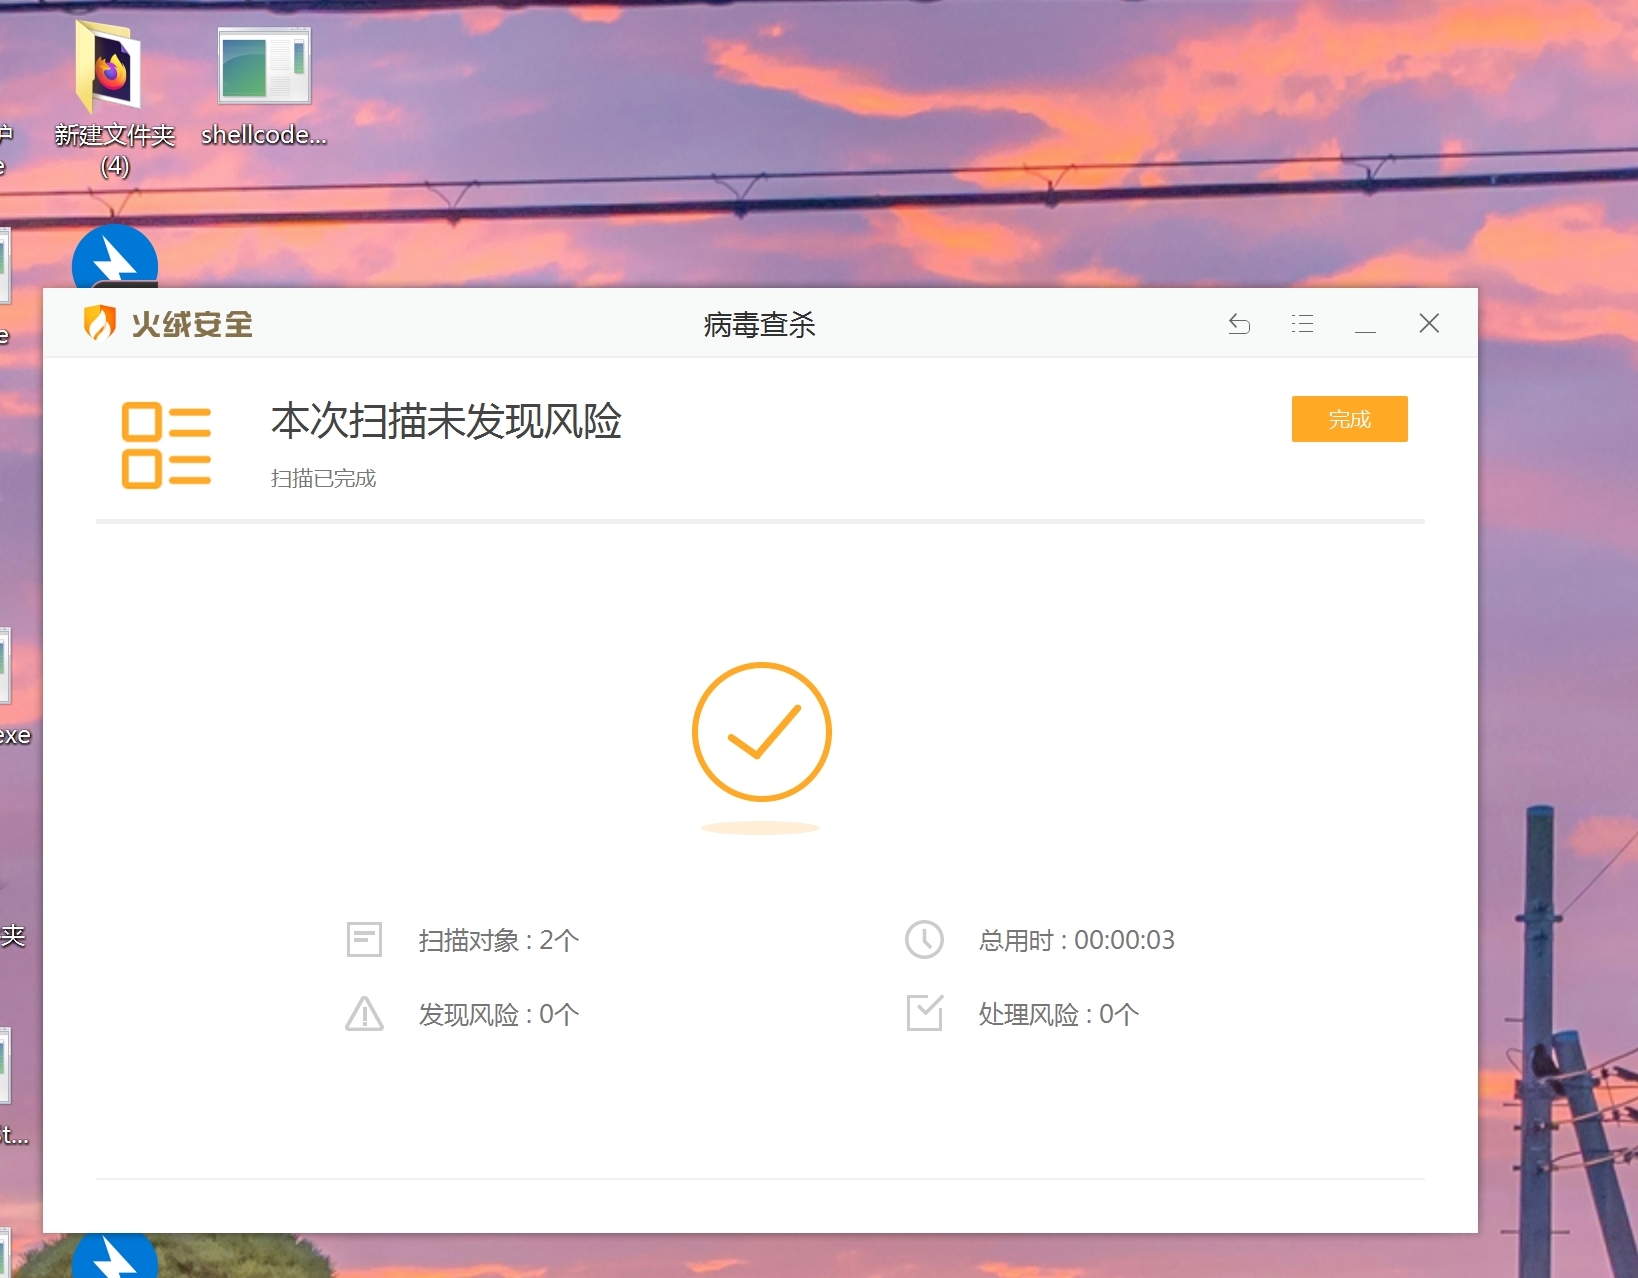 新建文件夹
(4)
shellcode...
火绒安全
病毒查杀
本次扫描未发现风险
扫描已完成
完成
扫描对象 : 2个
总用时 : 00:00:03
发现风险 : 0个
处理风险 : 0个
exe
夹
t...